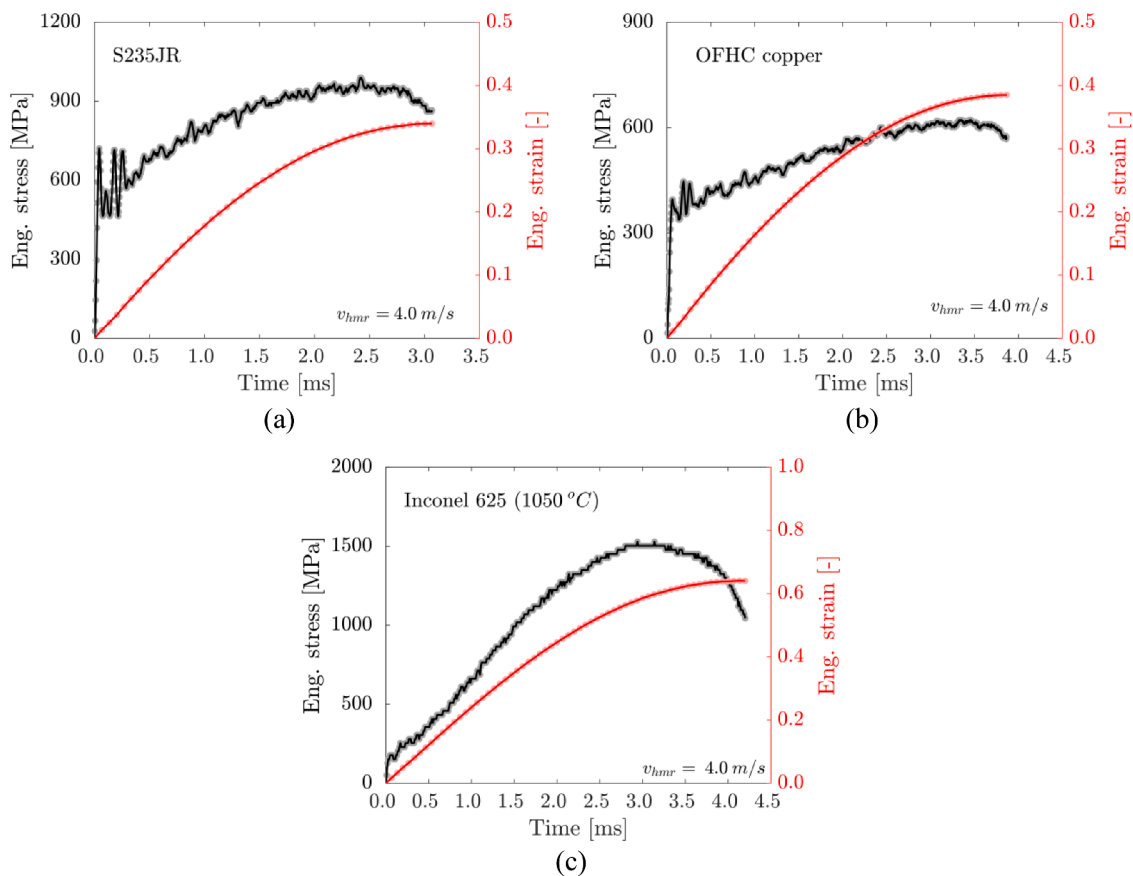 S235JR
Eng. stress [MPa]
1200
900
600
300
0
0.5
0.4
0.3
0.2
0.1
0.0
Eng. strain [-]
v_hmr = 4.0 m/s
0.0 0.5 1.0 1.5 2.0 2.5 3.0 3.5
Time [ms]
(a)
OFHC copper
Eng. stress [MPa]
900
600
300
0
0.5
0.4
0.3
0.2
0.1
0.0
Eng. strain [-]
v_hmr = 4.0 m/s
0.0 0.5 1.0 1.5 2.0 2.5 3.0 3.5 4.0 4.5
Time [ms]
(b)
Inconel 625 (1050 °C)
Eng. stress [MPa]
2000
1500
1000
500
0
1.0
0.8
0.6
0.4
0.2
0.0
Eng. strain [-]
v_hmr = 4.0 m/s
0.0 0.5 1.0 1.5 2.0 2.5 3.0 3.5 4.0 4.5
Time [ms]
(c)